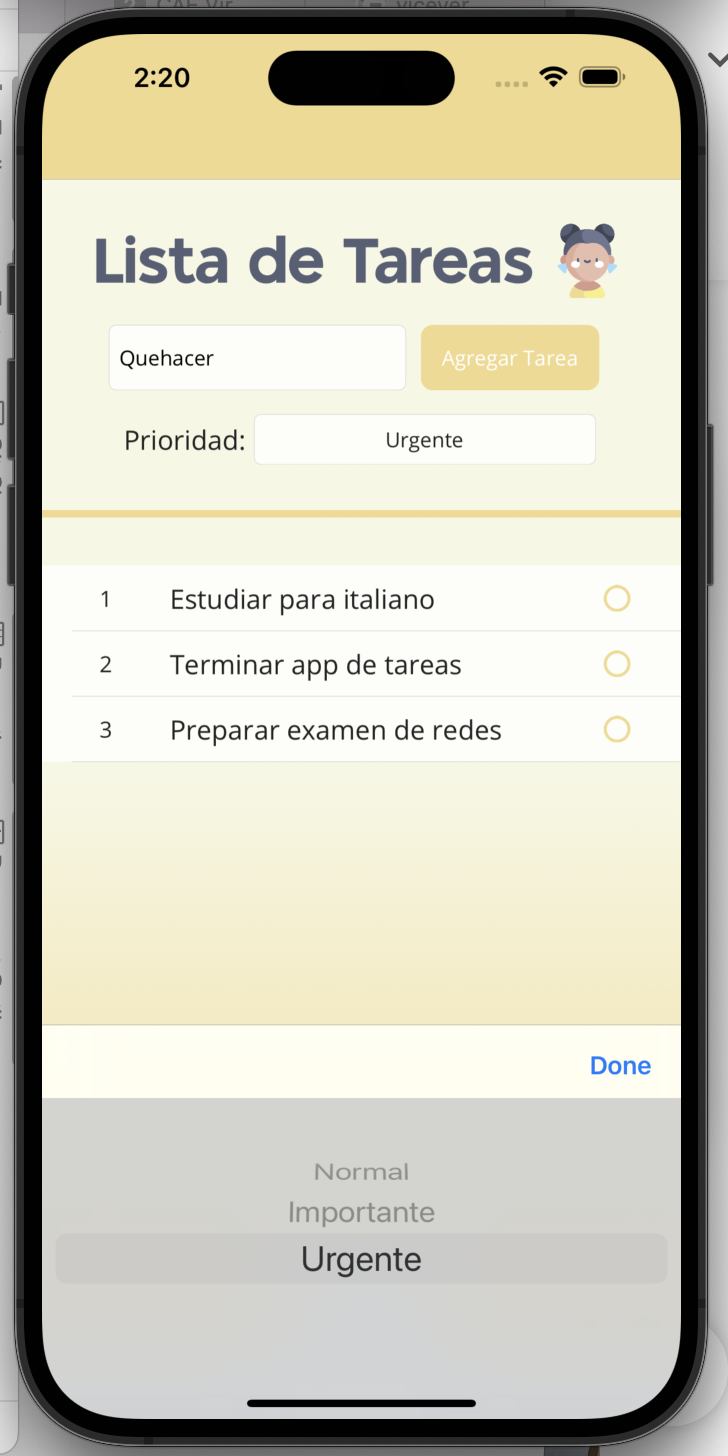 2:20
Lista de Tareas
Quehacer
Agregar Tarea
Prioridad:
Urgente
1 Estudiar para italiano
2 Terminar app de tareas
3 Preparar examen de redes
Done
Normal
Importante
Urgente